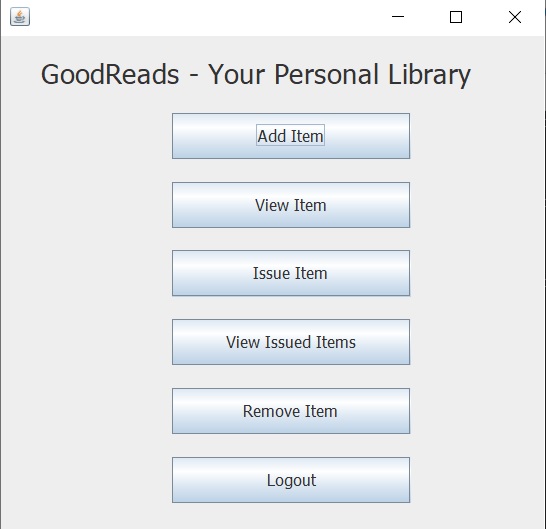 GoodReads - Your Personal Library
Add Item
View Item
Issue Item
View Issued Items
Remove Item
Logout